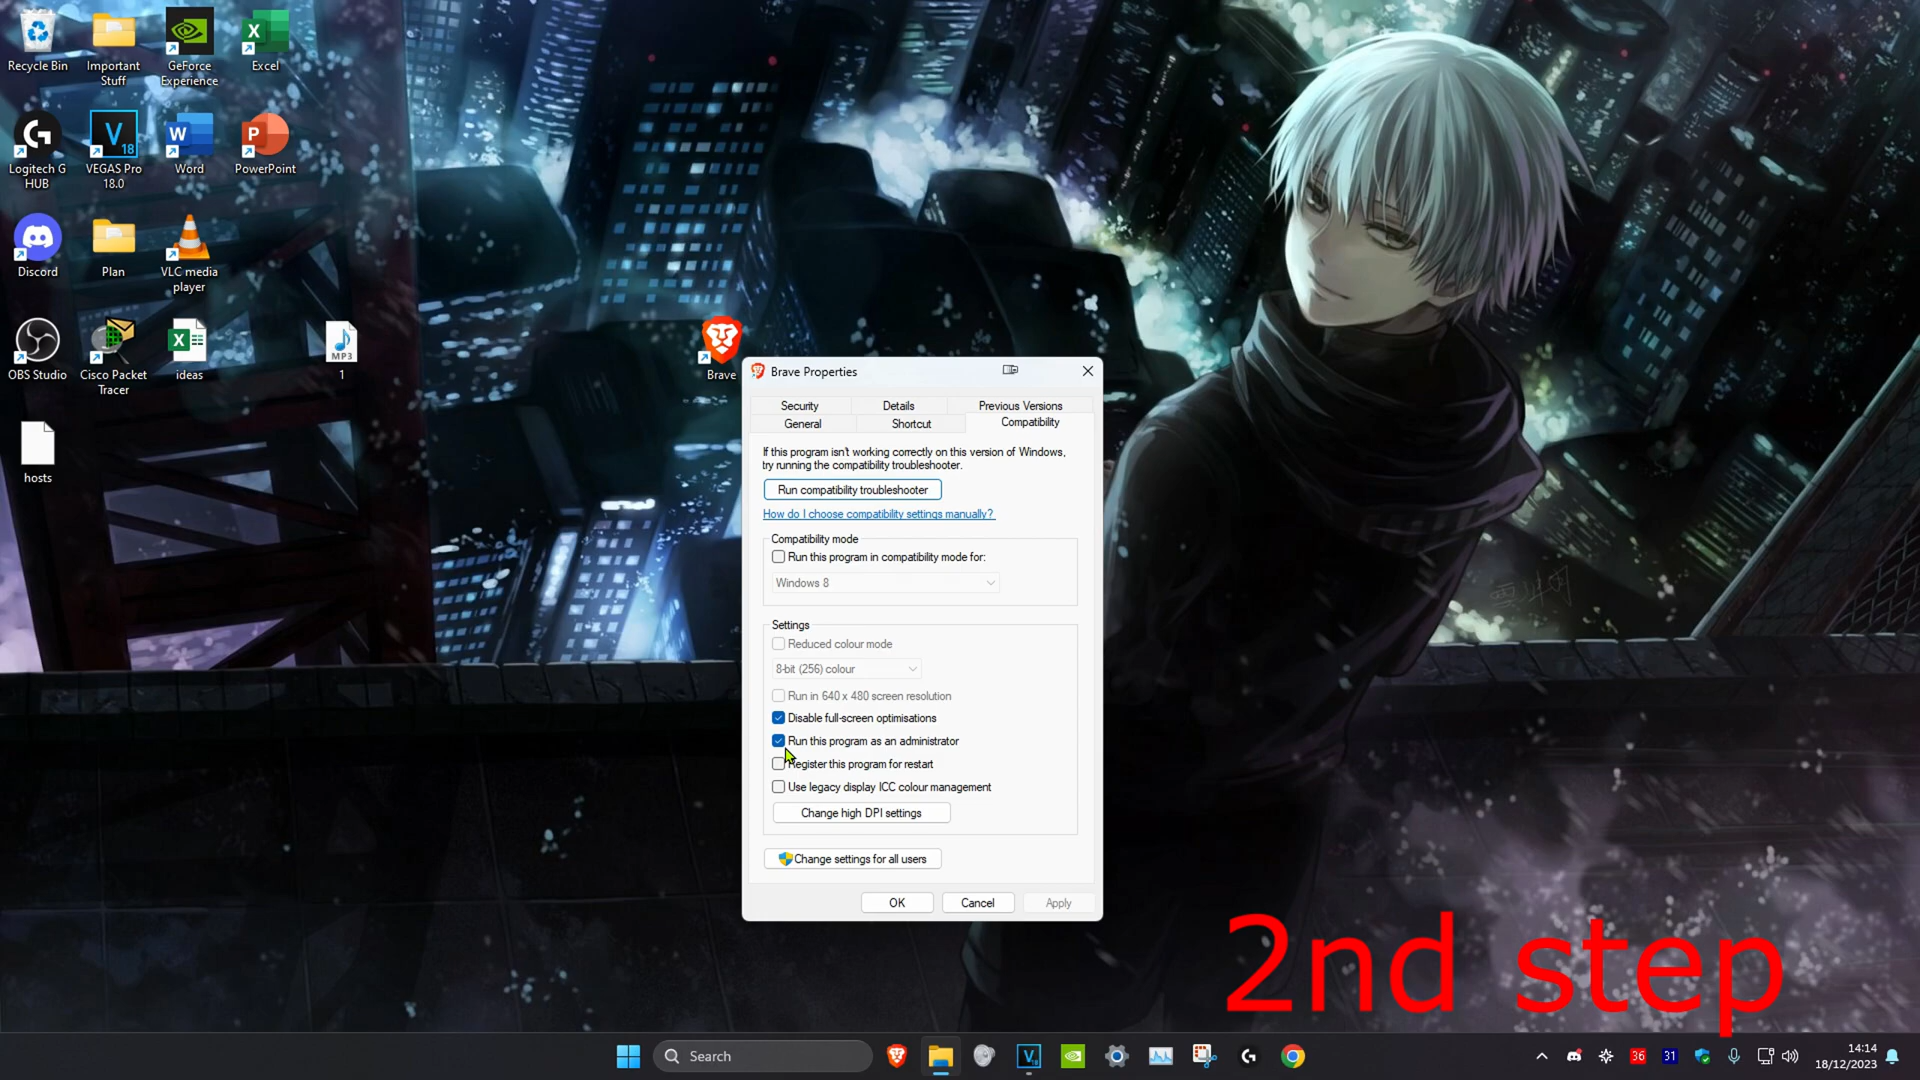 Recycle Bin
Important
Stuff
GeForce
Experience
X
Excel
Logitech G
HUB
V
18
VEGAS Pro
18.0
W
Word
P
PowerPoint
Discord
Plan
VLC media
player
OBS Studio
Cisco Packet
Tracer
X
ideas
MP3
1
Brave
hosts
Brave Properties
Security
Details
Previous Versions
General
Shortcut
Compatibility
If this program isn't working correctly on this version of Windows,
try running the compatibility troubleshooter.
Run compatibility troubleshooter
How do I choose compatibility settings manually?
Compatibility mode
Run this program in compatibility mode for:
Windows 8
Settings
Reduced colour mode
8-bit (256) colour
Run in 640 x 480 screen resolution
Disable full-screen optimisations
Run this program as an administrator
Register this program for restart
Use legacy display ICC colour management
Change high DPI settings
Change settings for all users
OK
Cancel
Apply
2nd step
Search
V
36
31
14:14
18/12/2023